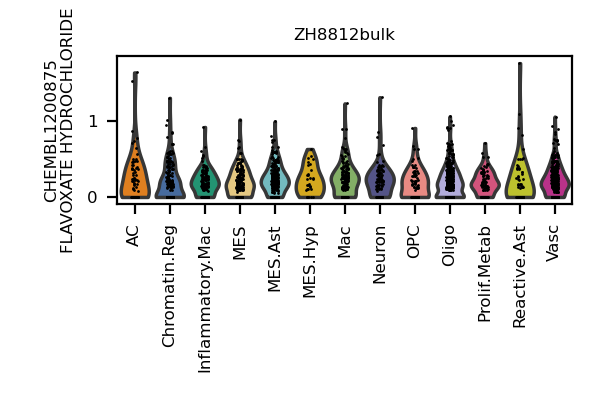 ZH8812bulk
CHEMBL1200875
FLAVOXATE HYDROCHLORIDE
1
0
AC
Chromatin.Reg
Inflammatory.Mac
MES
MES.Ast
MES.Hyp
Mac
Neuron
OPC
Oligo
Prolif.Metab
Reactive.Ast
Vasc